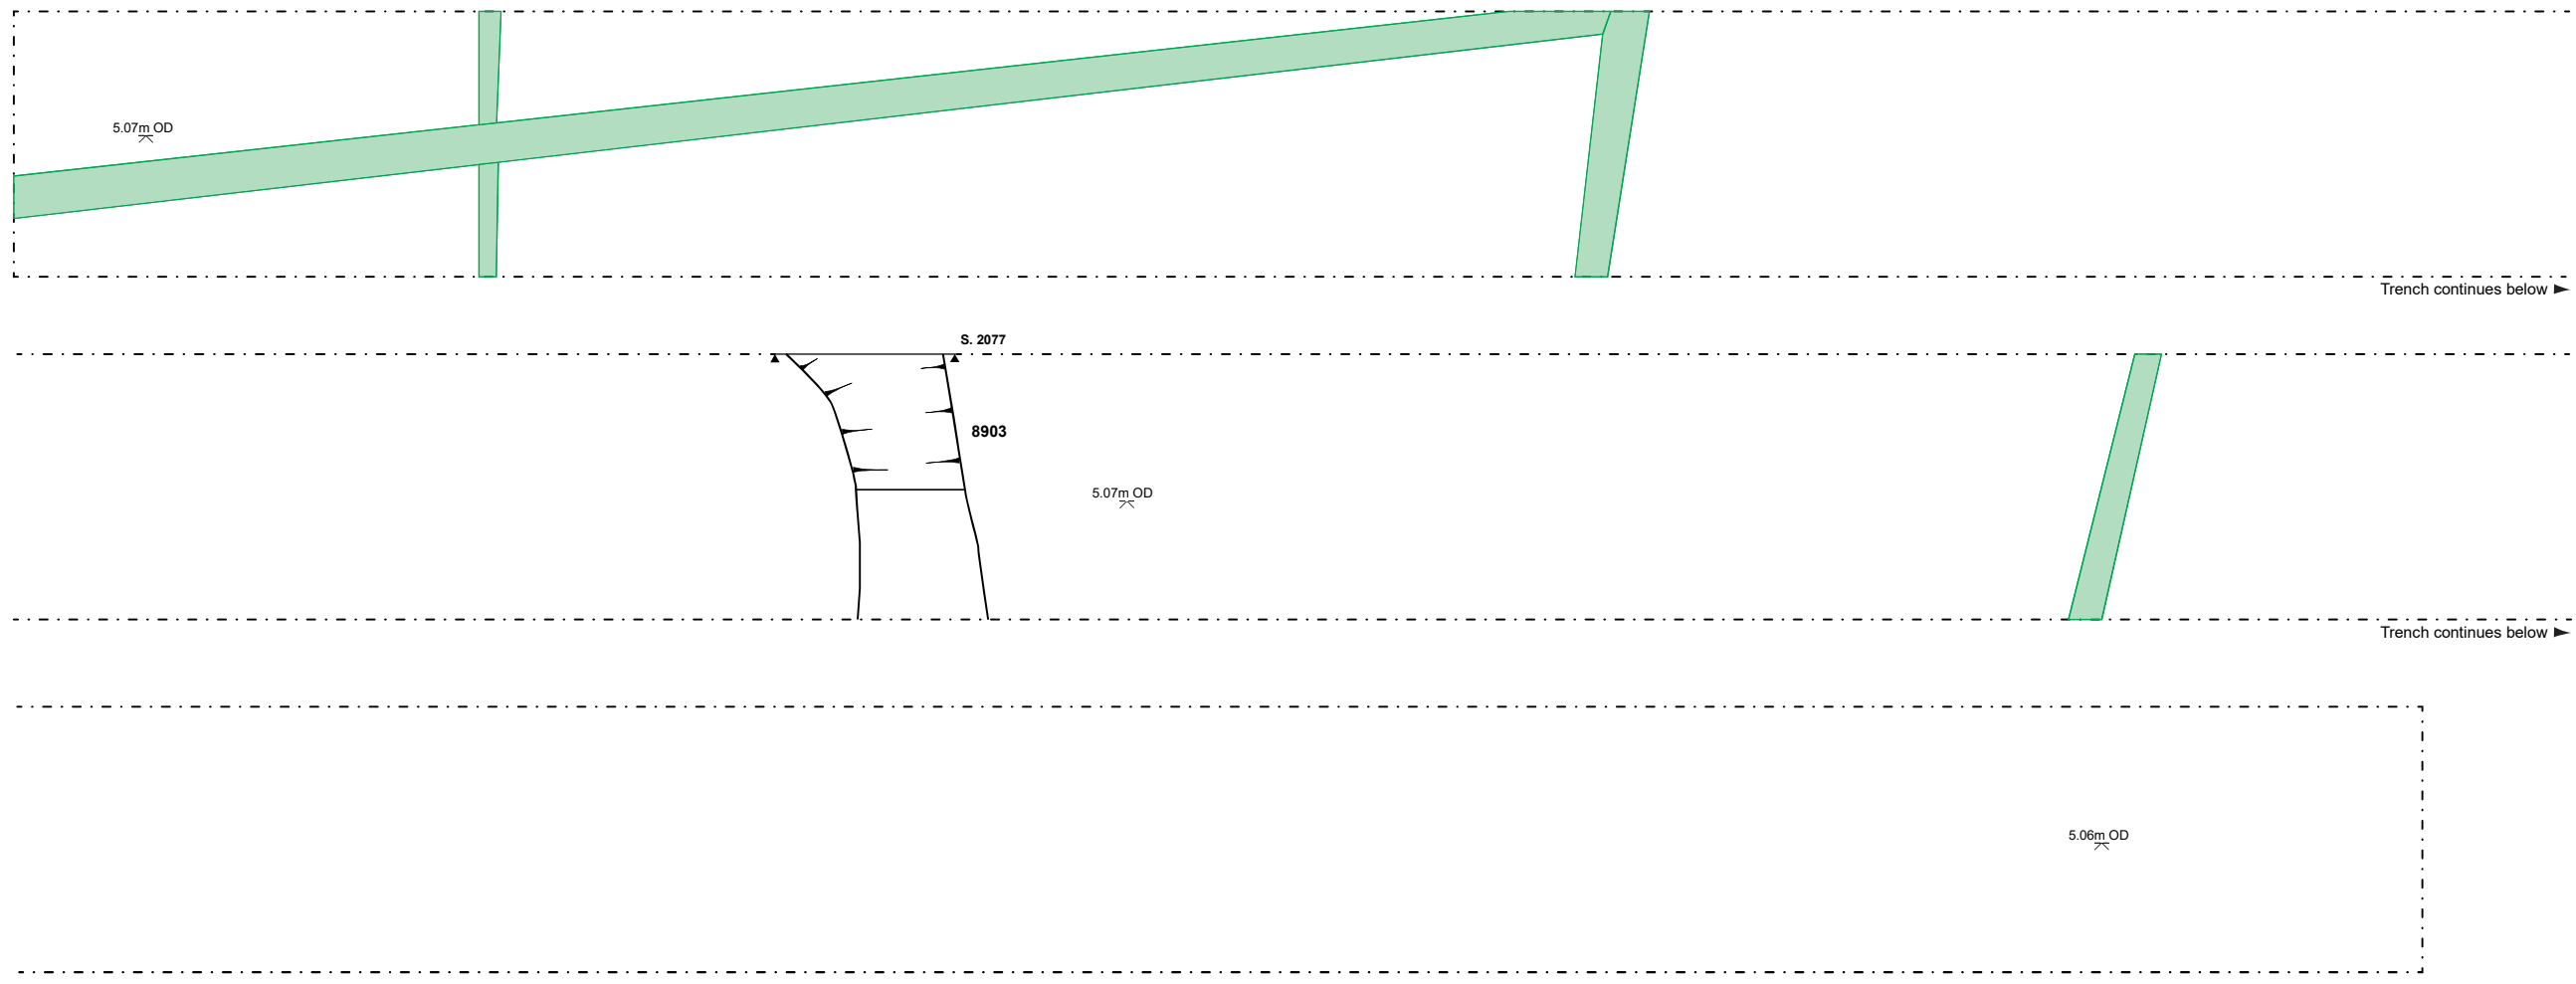 5.07m OD
Trench continues below
S. 2077
8903
5.07m OD
Trench continues below
5.06m OD